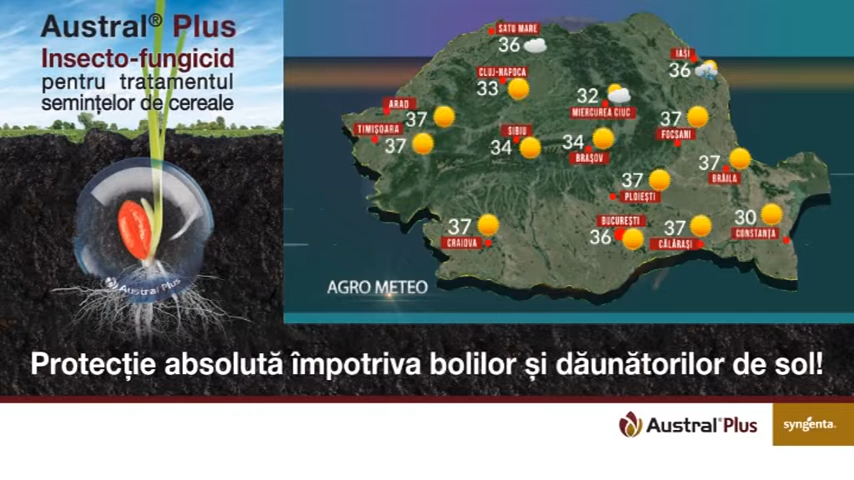 Austral® Plus
Insecto-fungicid
pentru tratamentul
semințelor de cereale
Austral Plus
SATU MARE
36
IAȘI
36
CLUJ-NAPOCA
33
32
MIERCUREA CIUC
ARAD
37
TIMIȘOARA
37
SIBIU
34
34
BRAȘOV
37
FOCȘANI
37
BRĂILA
37
PLOIEȘTI
37
CRAIOVA
BUCUREȘTI
36
37
CĂLĂRAȘI
30
CONSTANȚA
AGRO METEO
Protecție absolută împotriva bolilor și dăunătorilor de sol!
Austral® Plus
syngenta.